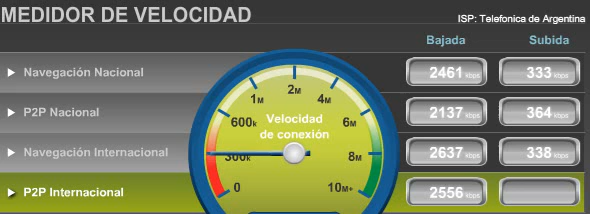 MEDIDOR DE VELOCIDAD
ISP: Telefonica de Argentina
Bajada Subida
Navegación Nacional 2461 kbps 333 kbps
P2P Nacional 2137 kbps 364 kbps
Navegación Internacional 2637 kbps 338 kbps
P2P Internacional 2556 kbps
2M
1M 4M
600k 6M
Velocidad
de conexión
300k 8M
0 10M+